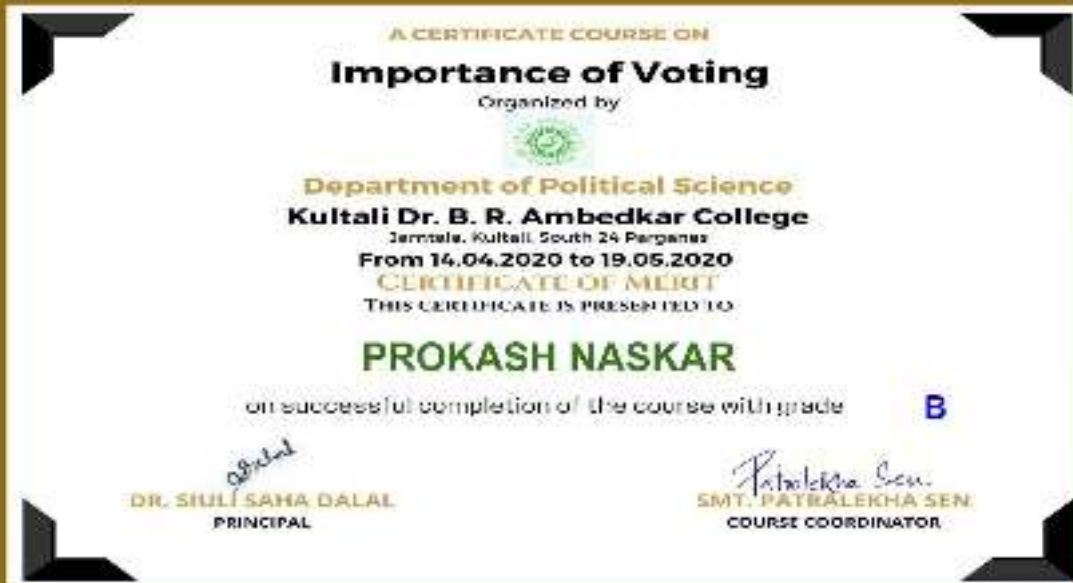 A CERTIFICATE COURSE ON
Importance of Voting
Organized by
Department of Political Science
Kultali Dr. B. R. Ambedkar College
Jamtala, Kultali, South 24 Parganas
From 14.04.2020 to 19.05.2020
CERTIFICATE OF MERIT
THIS CERTIFICATE IS PRESENTED TO
PROKASH NASKAR
on successful completion of the course with grade B
Patralekha Sen.
DR. SIULI SAHA DALAL
SMT. PATRALEKHA SEN
PRINCIPAL
COURSE COORDINATOR